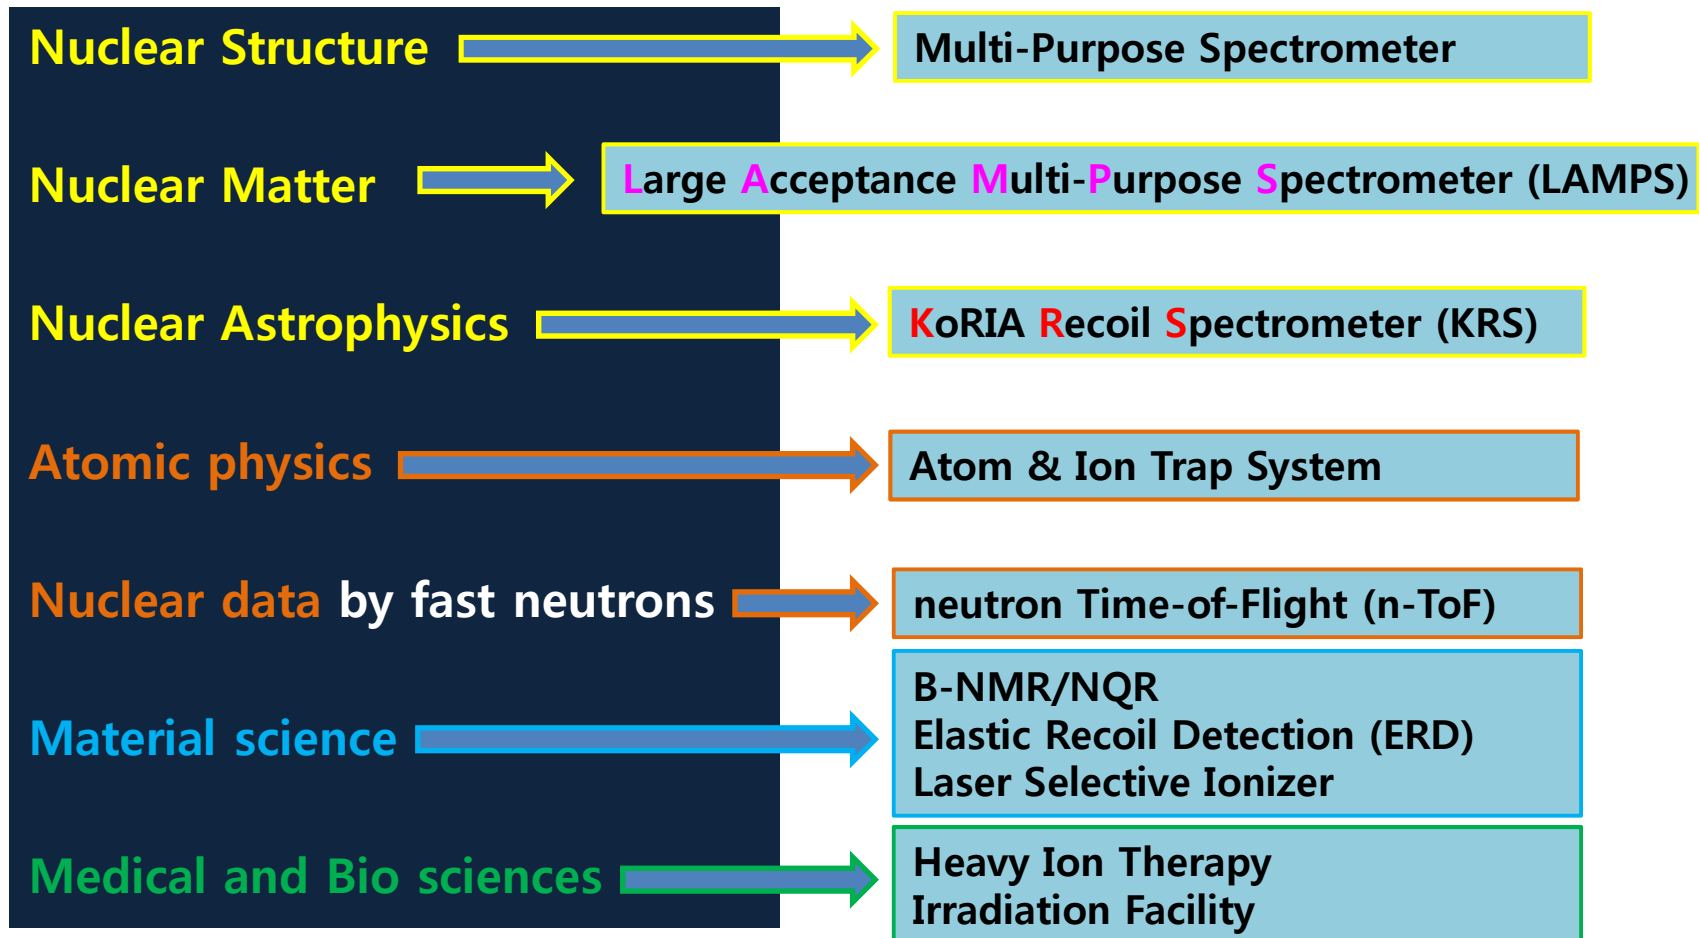 Nuclear Structure
Multi-Purpose Spectrometer
Nuclear Matter
Large Acceptance Multi-Purpose Spectrometer (LAMPS)
Nuclear Astrophysics
KoRIA Recoil Spectrometer (KRS)
Atomic physics
Atom & Ion Trap System
Nuclear data by fast neutrons
neutron Time-of-Flight (n-ToF)
Material science
B-NMR/NQR
Elastic Recoil Detection (ERD)
Laser Selective Ionizer
Medical and Bio sciences
Heavy Ion Therapy
Irradiation Facility